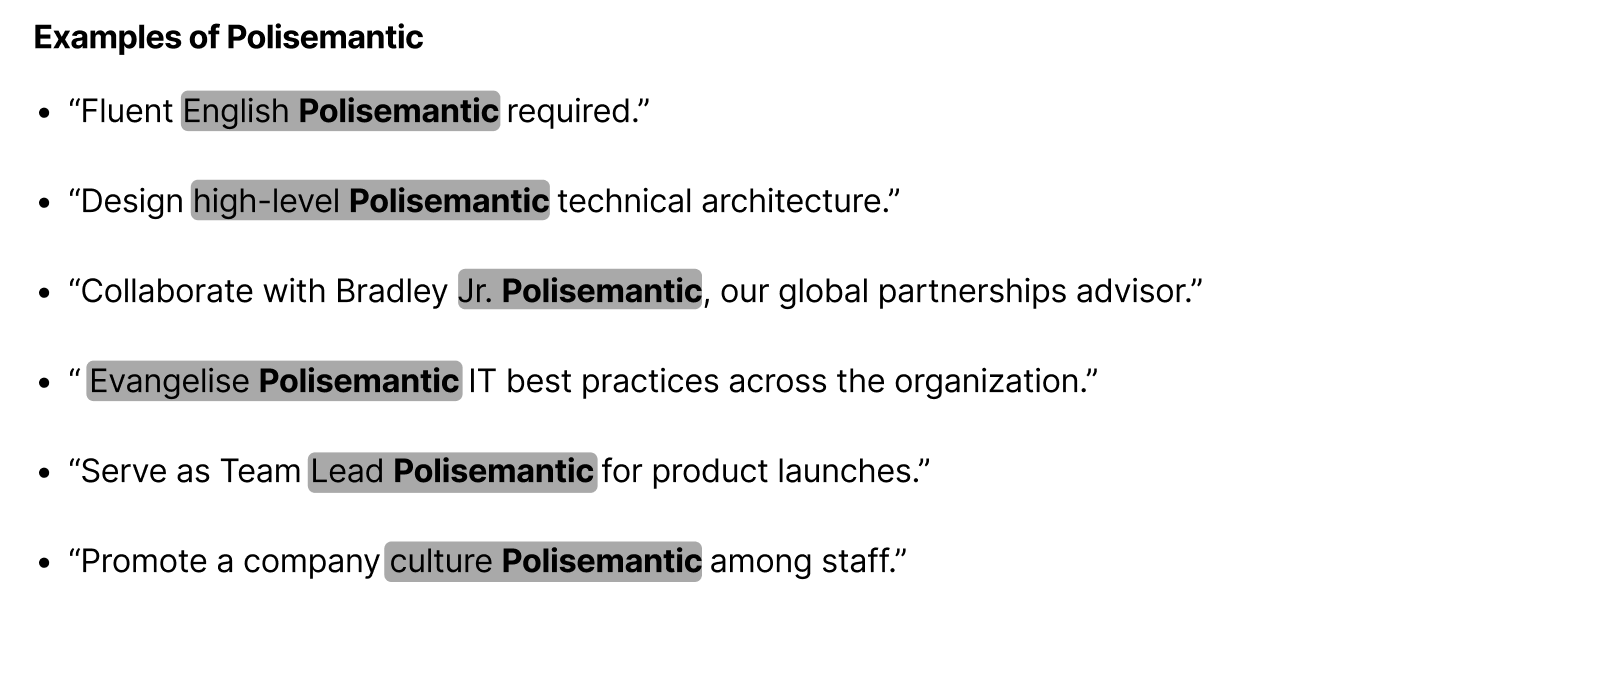 Examples of Polisemantic
• “Fluent English Polisemantic required.”
• “Design high-level Polisemantic technical architecture.”
• “Collaborate with Bradley Jr. Polisemantic, our global partnerships advisor.”
• “ Evangelise Polisemantic IT best practices across the organization.”
• “Serve as Team Lead Polisemantic for product launches.”
• “Promote a company culture Polisemantic among staff.”